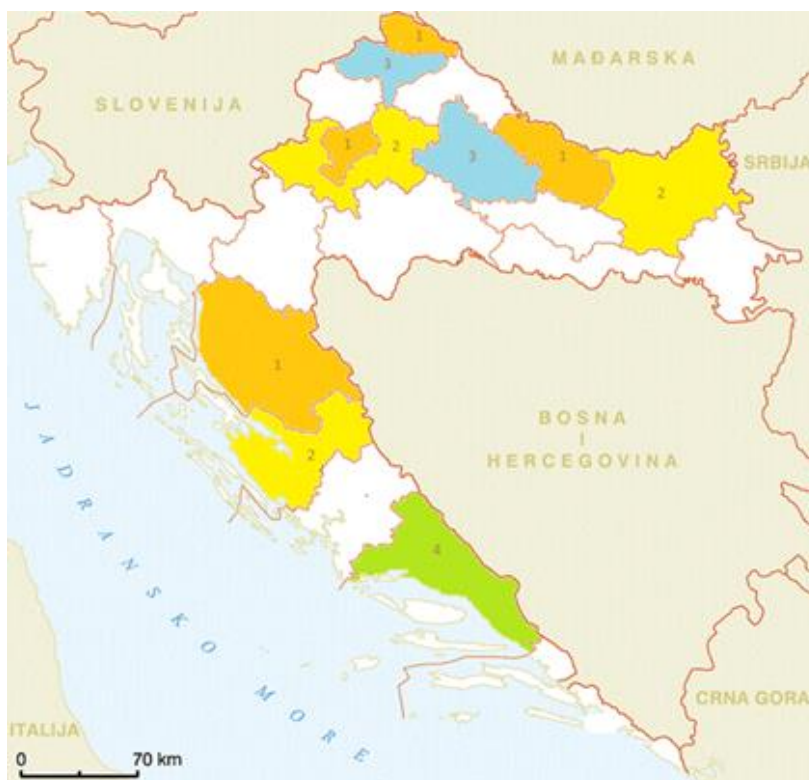 1
MAĐARSKA
3
SLOVENIJA
1
2
3
1
SRBIJA
2
1
BOSNA
I
HERCEGOVINA
2
4
JADRANSKO MORE
CRNA GORA
ITALIJA
0 70 km